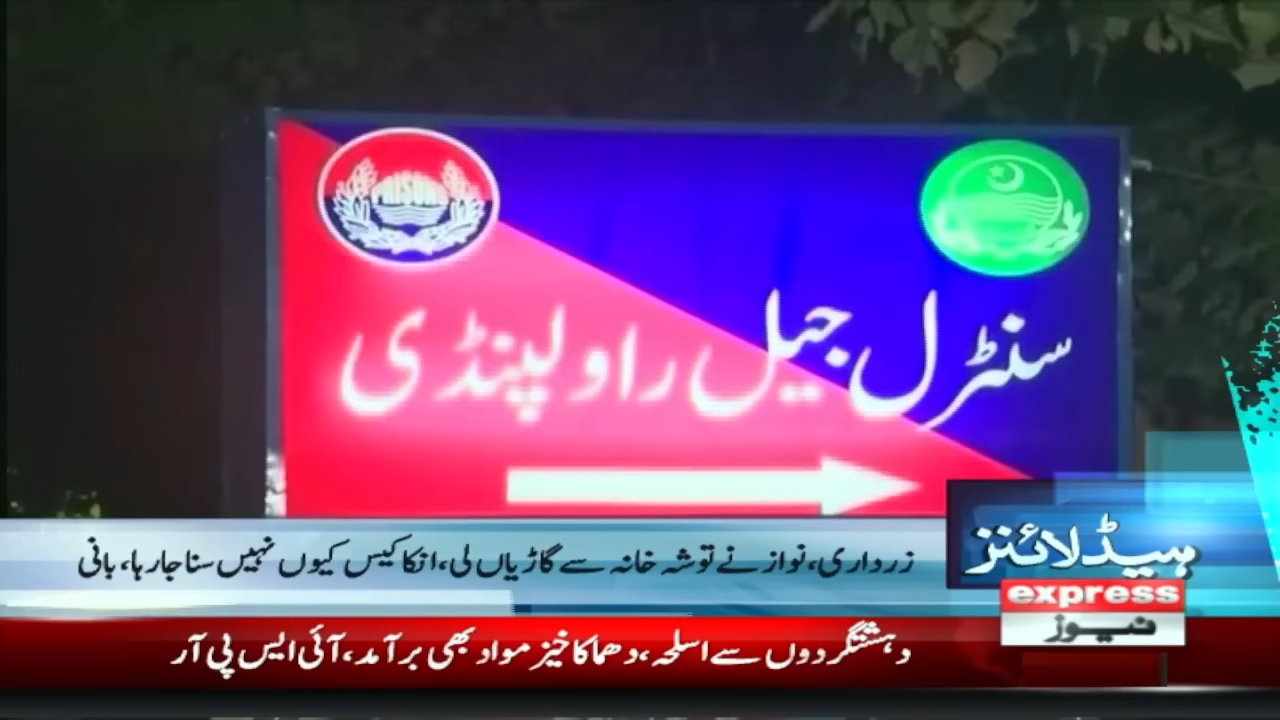 PRISON
سنٹرل جیل راولپنڈی
زرداری، نواز نے توشہ خانہ سے گاڑیاں لی، انکا کیس کیوں نہیں سنا جا رہا، بانی
ہیڈ لائنز
express
نیوز
دہشتگردوں سے اسلحہ، دھماکا خیز مواد بھی برآمد، آئی ایس پی آر